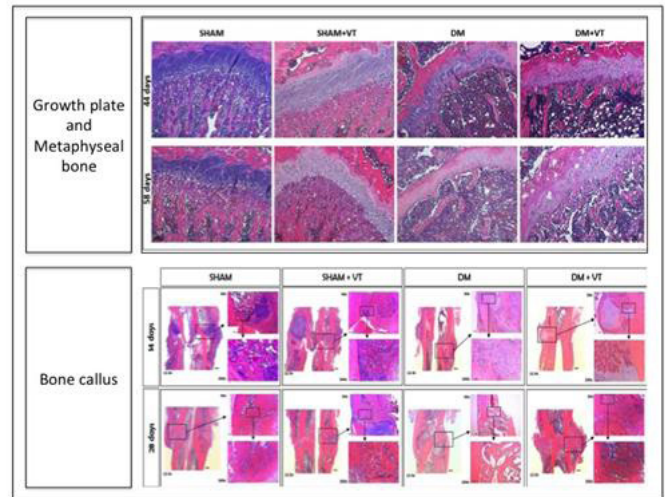 SHAM SHAM+VT DM DM+VT
Growth plate
and
Metaphyseal
bone
44 days
58 days
SHAM SHAM + VT DM DM + VT
Bone callus
14 days
28 days